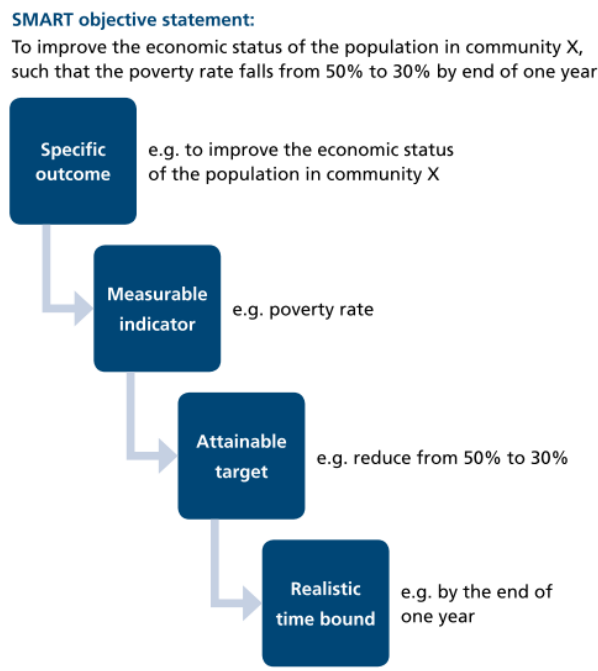 SMART objective statement:
To improve the economic status of the population in community X,
such that the poverty rate falls from 50% to 30% by end of one year
Specific
outcome
e.g. to improve the economic status
of the population in community X
Measurable
indicator
e.g. poverty rate
Attainable
target
e.g. reduce from 50% to 30%
Realistic
time bound
e.g. by the end of
one year